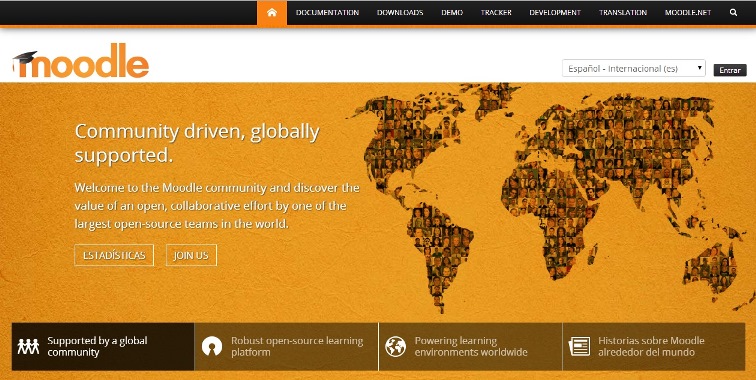 DOCUMENTATION DOWNLOADS DEMO TRACKER DEVELOPMENT TRANSLATION MOODLE.NET
moodle
Español - Internacional (es) Entrar
Community driven, globally
supported.
Welcome to the Moodle community and discover the
value of an open, collaborative effort by one of the
largest open-source teams in the world.
ESTADÍSTICAS JOIN US
Supported by a global
community
Robust open-source learning
platform
Powering learning
environments worldwide
Historias sobre Moodle
alrededor del mundo